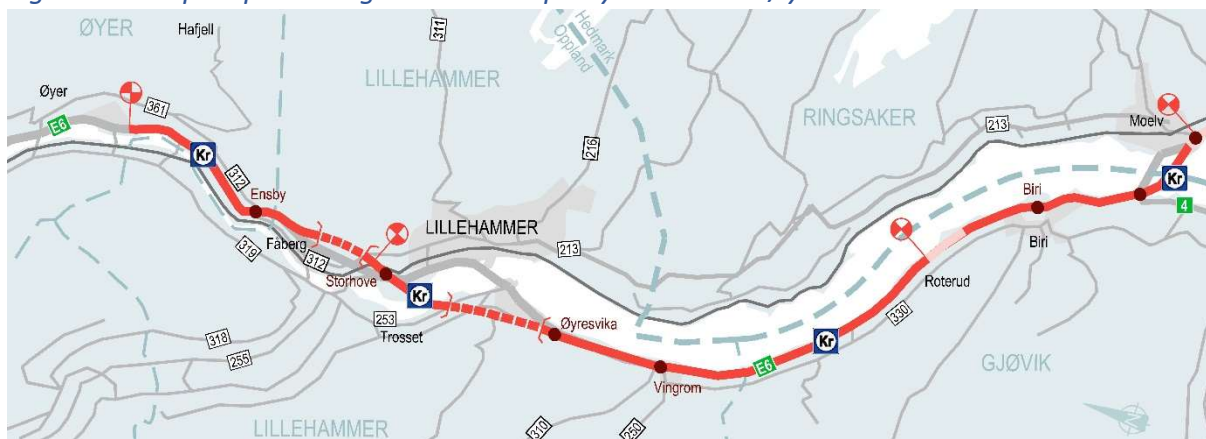 ØYER
Hafjell
Øyer
E6
361
Kr
312
Ensby
Fåberg
312
319
Storhove
Kr
253
Trosset
318
255
LILLEHAMMER
311
LILLEHAMMER
LILLEHAMMER
216
213
Hedmark
Oppland
Øyresvika
Vingrom
310
250
E6
Kr
330
Roterud
RINGSAKER
213
Moelv
Kr
4
Biri
Biri
GJØVIK